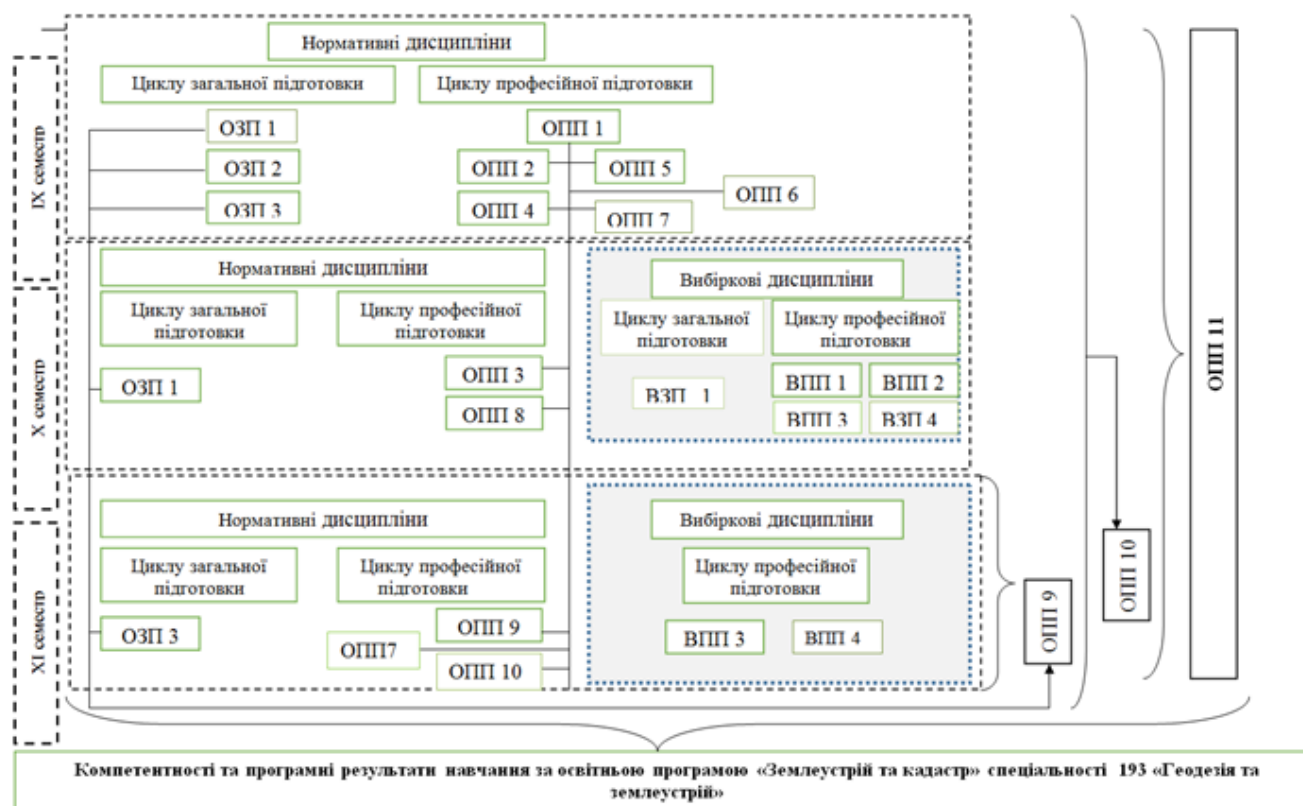 Нормативні дисципліни
Циклу загальної підготовки
Циклу професійної підготовки
IX семестр
ОЗП 1
ОПП 1
ОЗП 2
ОПП 2
ОПП 5
ОПП 6
ОЗП 3
ОПП 4
ОПП 7
X семестр
Нормативні дисципліни
Вибіркові дисципліни
Циклу загальної
підготовки
Циклу професійної
підготовки
Циклу загальної
підготовки
Циклу професійної
підготовки
ОЗП 1
ОПП 3
ОПП 8
ВЗП 1
ВПП 1
ВПП 2
ВПП 3
ВЗП 4
XI семестр
Нормативні дисципліни
Вибіркові дисципліни
Циклу загальної
підготовки
Циклу професійної
підготовки
Циклу професійної
підготовки
ОЗП 3
ОПП 9
ОПП7
ОПП 10
ВПП 3
ВПП 4
ОПП 9
ОПП 10
ОПП 11
Компетентності та програмні результати навчання за освітньою програмою «Землеустрій та кадастр» спеціальності 193 «Геодезія та
землеустрій»